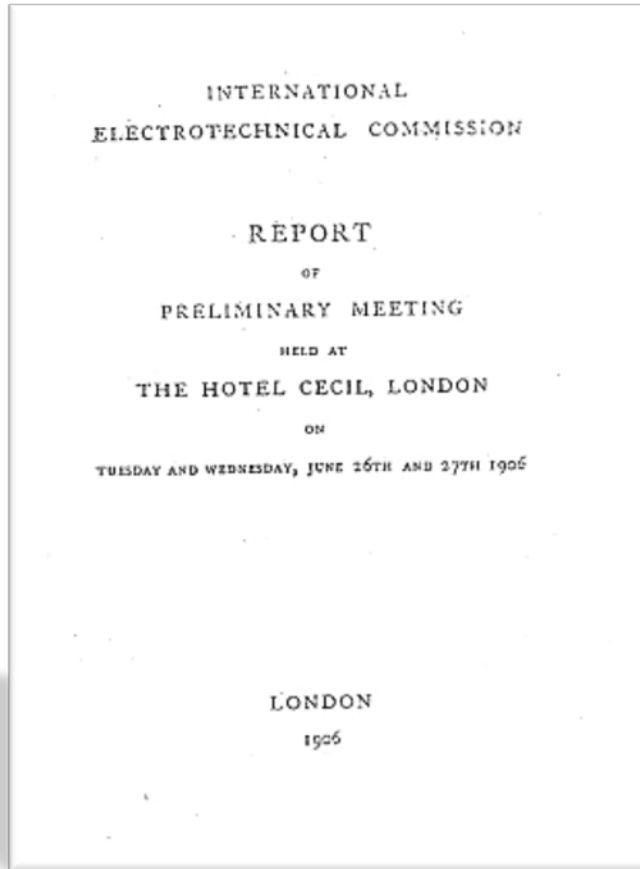 INTERNATIONAL
ELECTROTECHNICAL COMMISSION
REPORT
OF
PRELIMINARY MEETING
HELD AT
THE HOTEL CECIL, LONDON
ON
TUESDAY AND WEDNESDAY, JUNE 26TH AND 27TH 1906
LONDON
1906